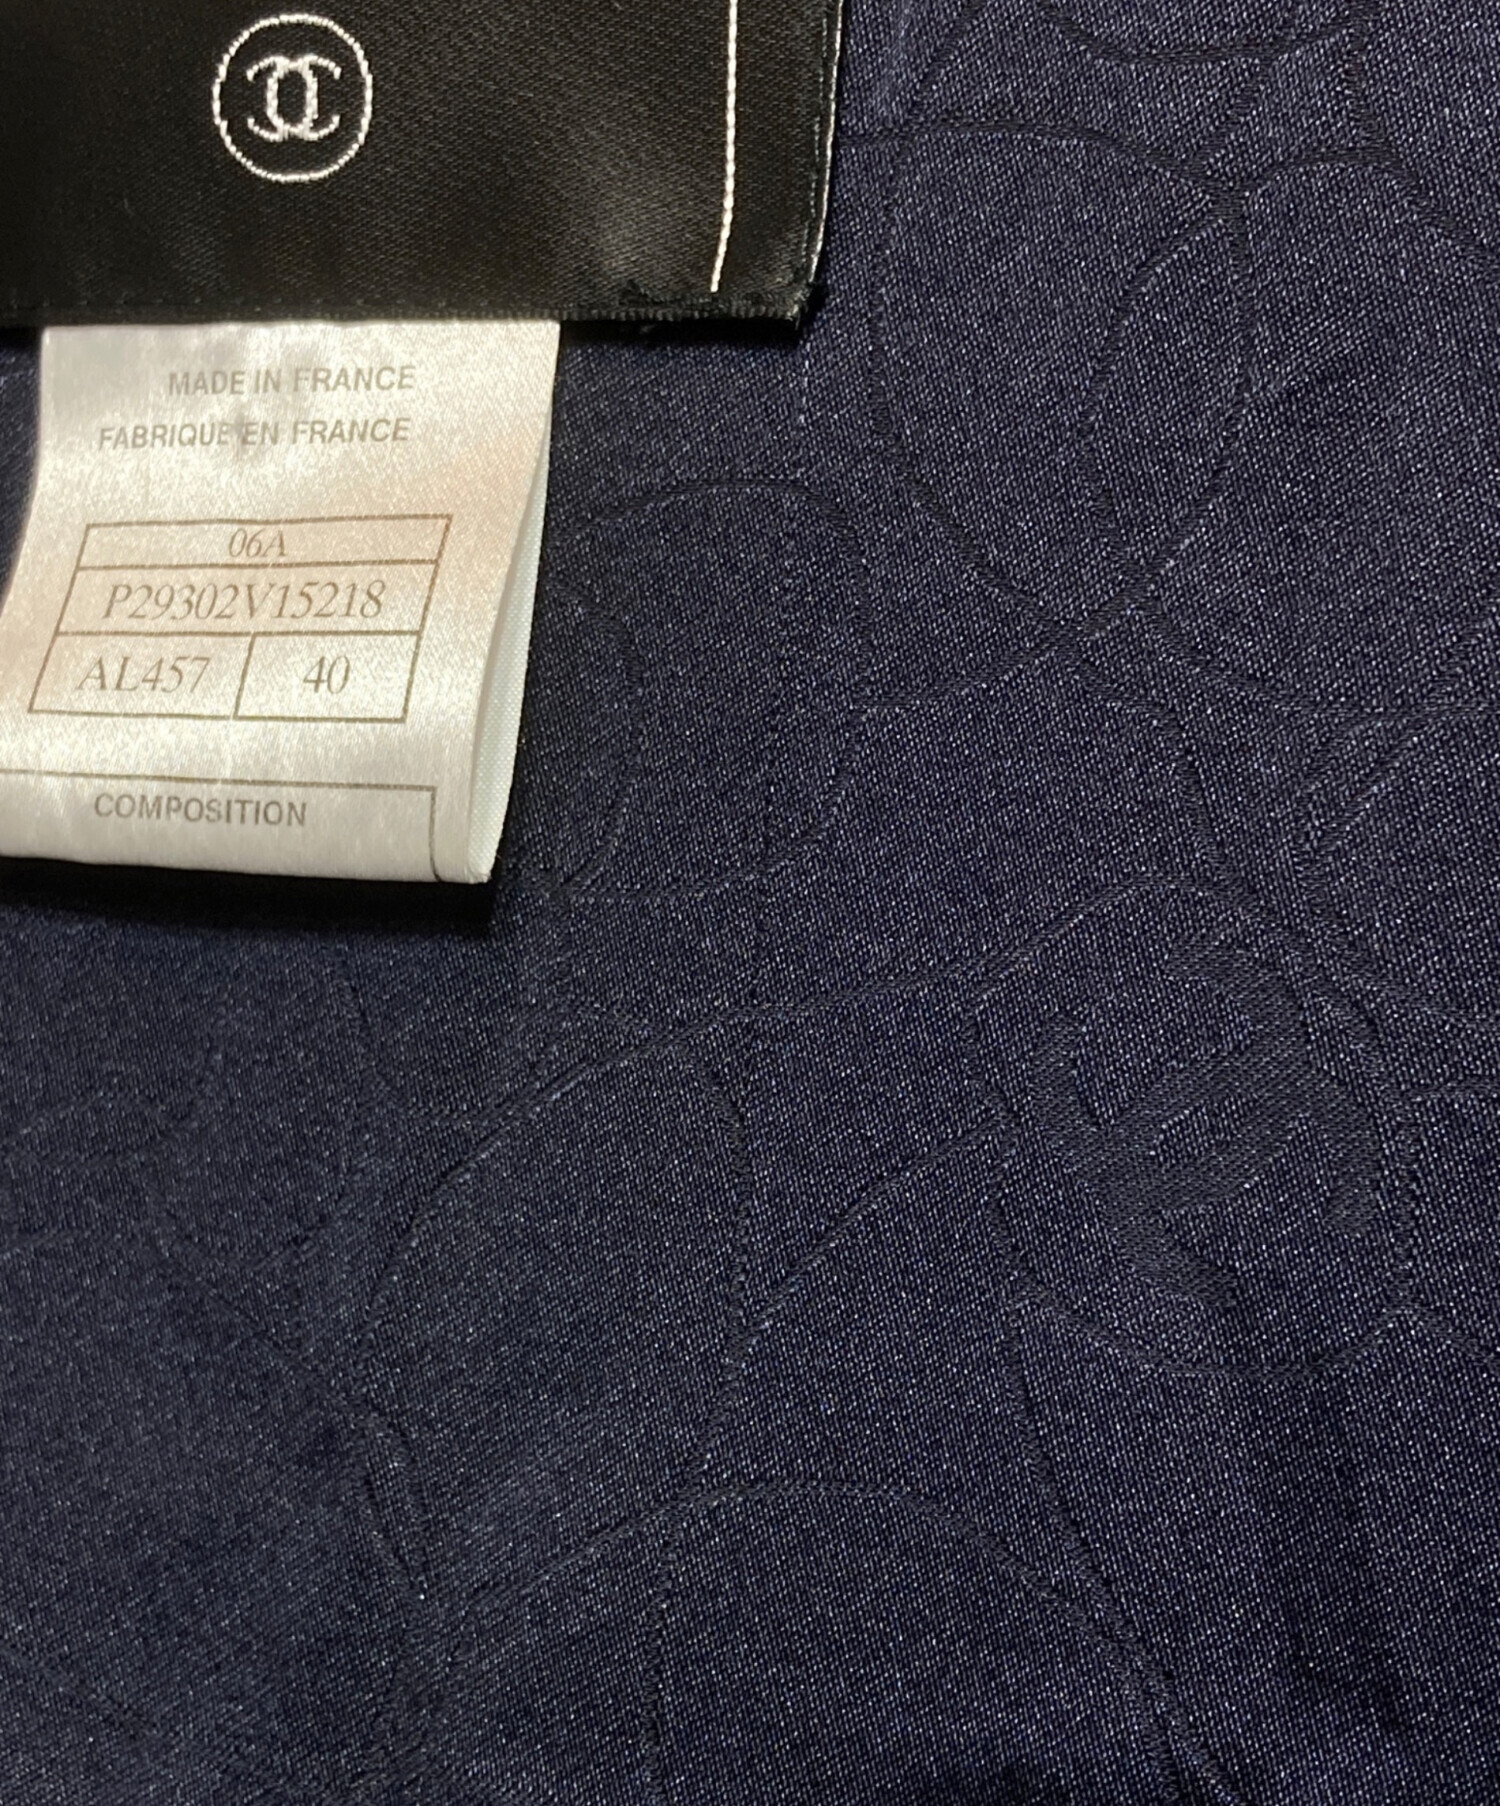 MADE IN FRANCE
FABRIQUE EN FRANCE
06A
P29302V15218
AL457 40
COMPOSITION